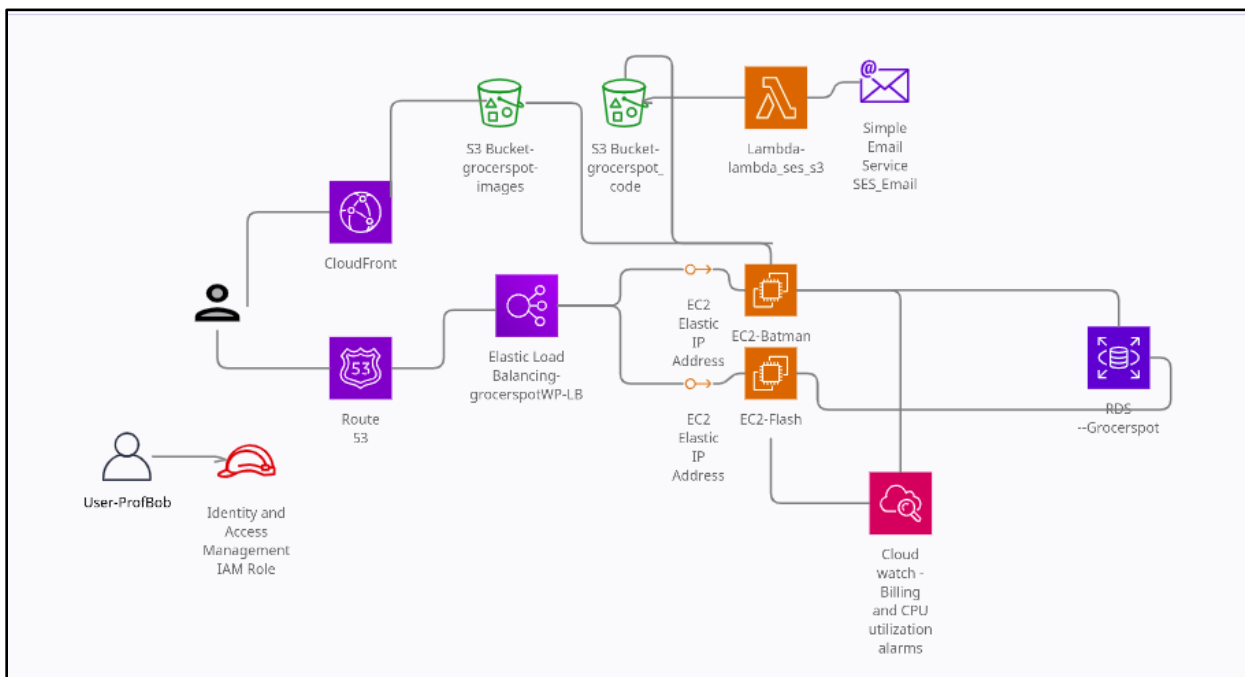 S3 Bucket-
grocerspot-
images
S3 Bucket-
grocerspot_
code
Lambda-
lambda_ses_s3
@
Simple
Email
Service
SES_Email
CloudFront
Elastic Load
Balancing-
grocerspotWP-LB
EC2
Elastic
IP
Address
EC2-Batman
53
Route
53
EC2
Elastic
IP
Address
EC2-Flash
RDS
--Grocerspot
User-ProfBob
Identity and
Access
Management
IAM Role
Cloud
watch -
Billing
and CPU
utilization
alarms